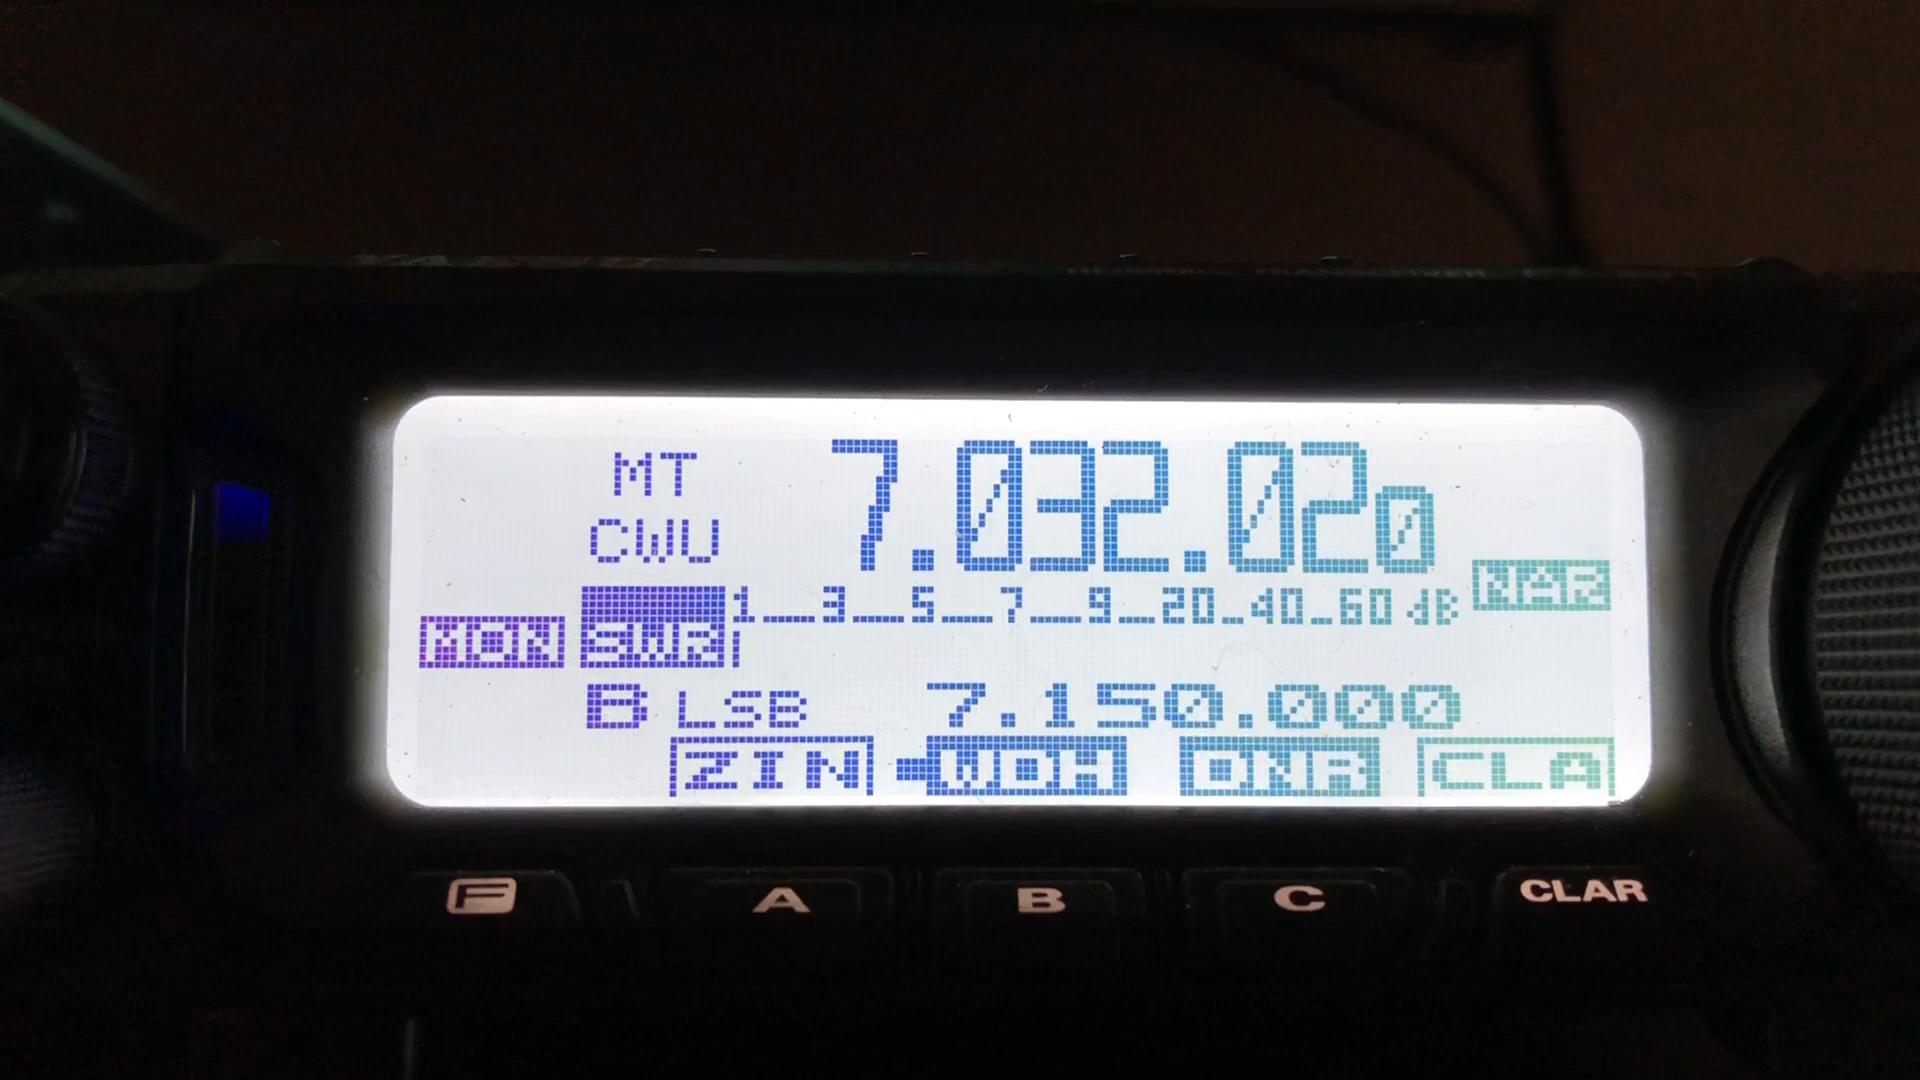 MT 7.032.020
CWU
NAR
1 3 5 7 9 20 40 60 dB
MON SWR
B LSB 7.150.000
ZIN WDH DNR CLA
F A B C CLAR